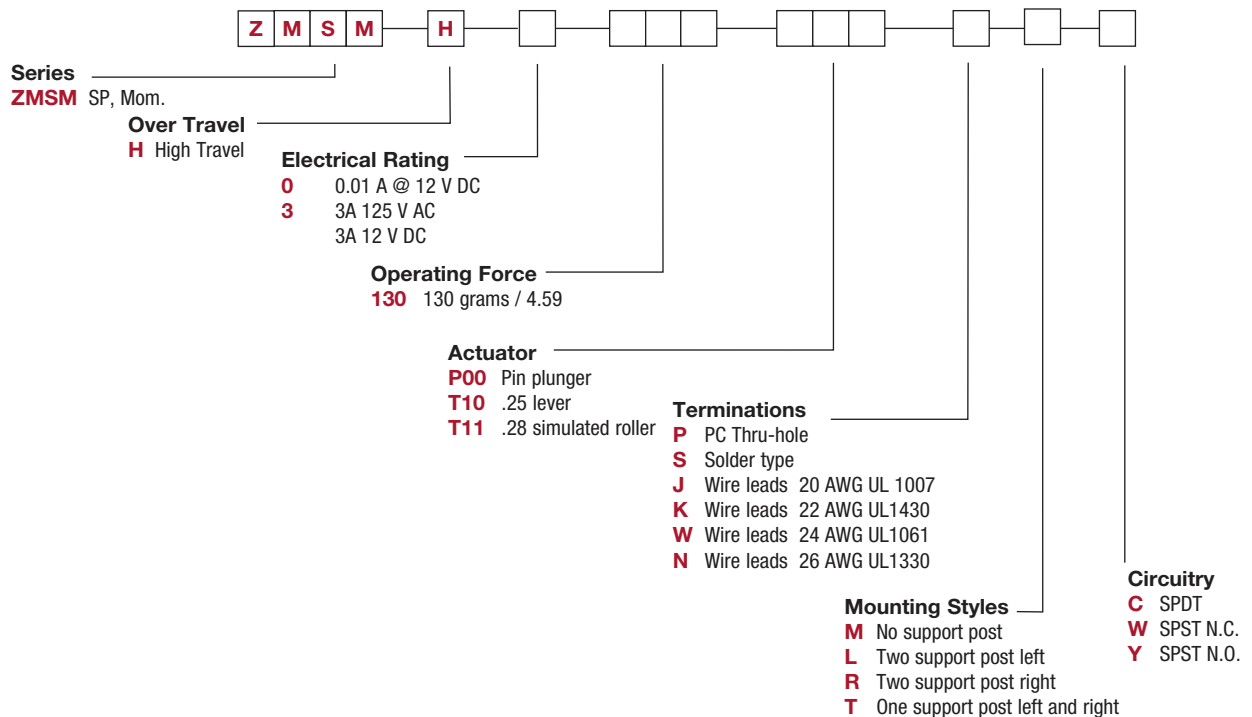 Z M S M H
Series
ZMSM SP, Mom.
Over Travel
H High Travel
Electrical Rating
0 0.01 A @ 12 V DC
3 3A 125 V AC
3A 12 V DC
Operating Force
130 130 grams / 4.59
Actuator
P00 Pin plunger
T10 .25 lever
T11 .28 simulated roller
Terminations
P PC Thru-hole
S Solder type
J Wire leads 20 AWG UL 1007
K Wire leads 22 AWG UL1430
W Wire leads 24 AWG UL1061
N Wire leads 26 AWG UL1330
Mounting Styles
M No support post
L Two support post left
R Two support post right
T One support post left and right
Circuitry
C SPDT
W SPST N.C.
Y SPST N.O.